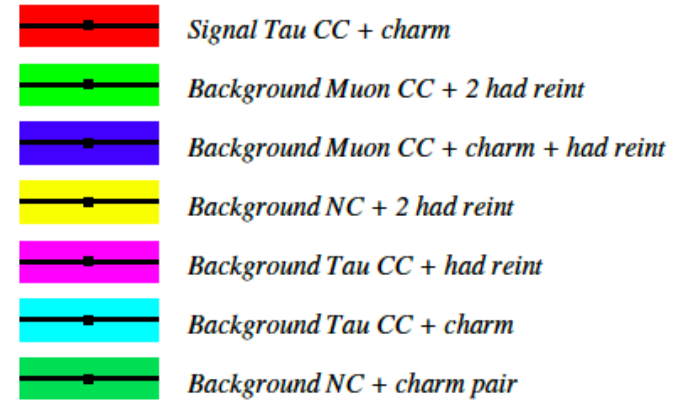 Signal Tau CC + charm
Background Muon CC + 2 had reint
Background Muon CC + charm + had reint
Background NC + 2 had reint
Background Tau CC + had reint
Background Tau CC + charm
Background NC + charm pair